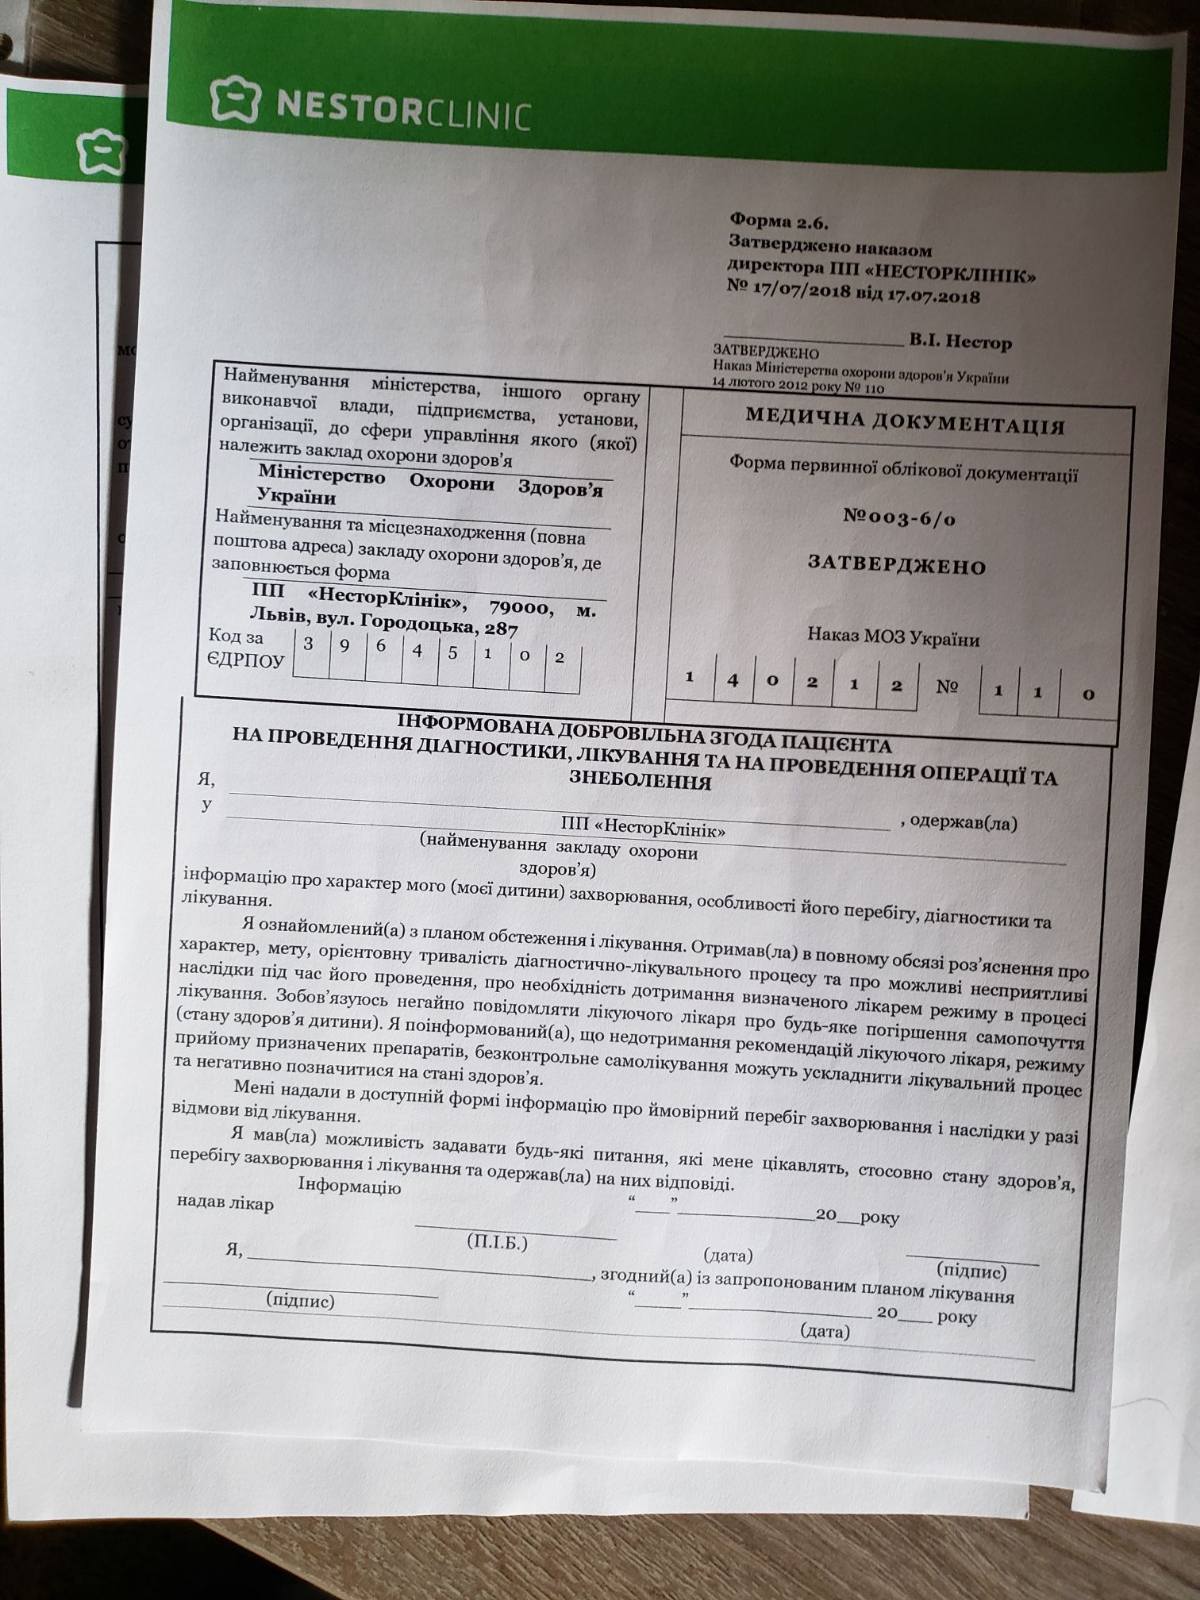 NESTORCLINIC
Форма 2.6.
Затверджено наказом
директора ПП «НЕСТОРКЛІНІК»
№ 17/07/2018 від 17.07.2018
В.І. Нестор
ЗАТВЕРДЖЕНО
Наказ Міністерства охорони здоров'я України
14 лютого 2012 року № 110
Найменування міністерства, іншого органу
виконавчої влади, підприємства, установи,
організації, до сфери управління якого (якої)
належить заклад охорони здоров'я
Міністерство Охорони Здоров'я
України
Найменування та місцезнаходження (повна
поштова адреса) закладу охорони здоров'я, де
заповнюється форма
ПП «НесторКлінік», 79000, м.
Львів, вул. Городоцька, 287
Код за
ЄДРПОУ 3 9 6 4 5 1 0 2
МЕДИЧНА ДОКУМЕНТАЦІЯ
Форма первинної облікової документації
№003-6/о
ЗАТВЕРДЖЕНО
Наказ МОЗ України
1 4 0 2 1 2 № 1 1 0
ІНФОРМОВАНА ДОБРОВІЛЬНА ЗГОДА ПАЦІЄНТА
НА ПРОВЕДЕННЯ ДІАГНОСТИКИ, ЛІКУВАННЯ ТА НА ПРОВЕДЕННЯ ОПЕРАЦІЇ ТА
ЗНЕБОЛЕННЯ
Я, ____ , одержав(ла)
у ПП «НесторКлінік»
(найменування закладу охорони
здоров'я)
інформацію про характер мого (моєї дитини) захворювання, особливості його перебігу, діагностики та
лікування.
Я ознайомлений(а) з планом обстеження і лікування. Отримав(ла) в повному обсязі роз'яснення про
характер, мету, орієнтовну тривалість діагностично-лікувального процесу та про можливі несприятливі
наслідки під час його проведення, про необхідність дотримання визначеного лікарем режиму в процесі
лікування. Зобов'язуюсь негайно повідомляти лікуючого лікаря про будь-яке погіршення самопочуття
(стану здоров'я дитини). Я поінформований(а), що недотримання рекомендацій лікуючого лікаря, режиму
прийому призначених препаратів, безконтрольне самолікування можуть ускладнити лікувальний процес
та негативно позначитися на стані здоров'я.
Мені надали в доступній формі інформацію про ймовірний перебіг захворювання і наслідки у разі
відмови від лікування.
Я мав(ла) можливість задавати будь-які питання, які мене цікавлять, стосовно стану здоров'я,
перебігу захворювання і лікування та одержав(ла) на них відповіді.
Інформацію
надав лікар ____ “____”____20__року
(П.І.Б.) (дата) (підпис)
Я, ____, згодний(а) із запропонованим планом лікування
“____”____ 20____ року
(підпис) (дата)